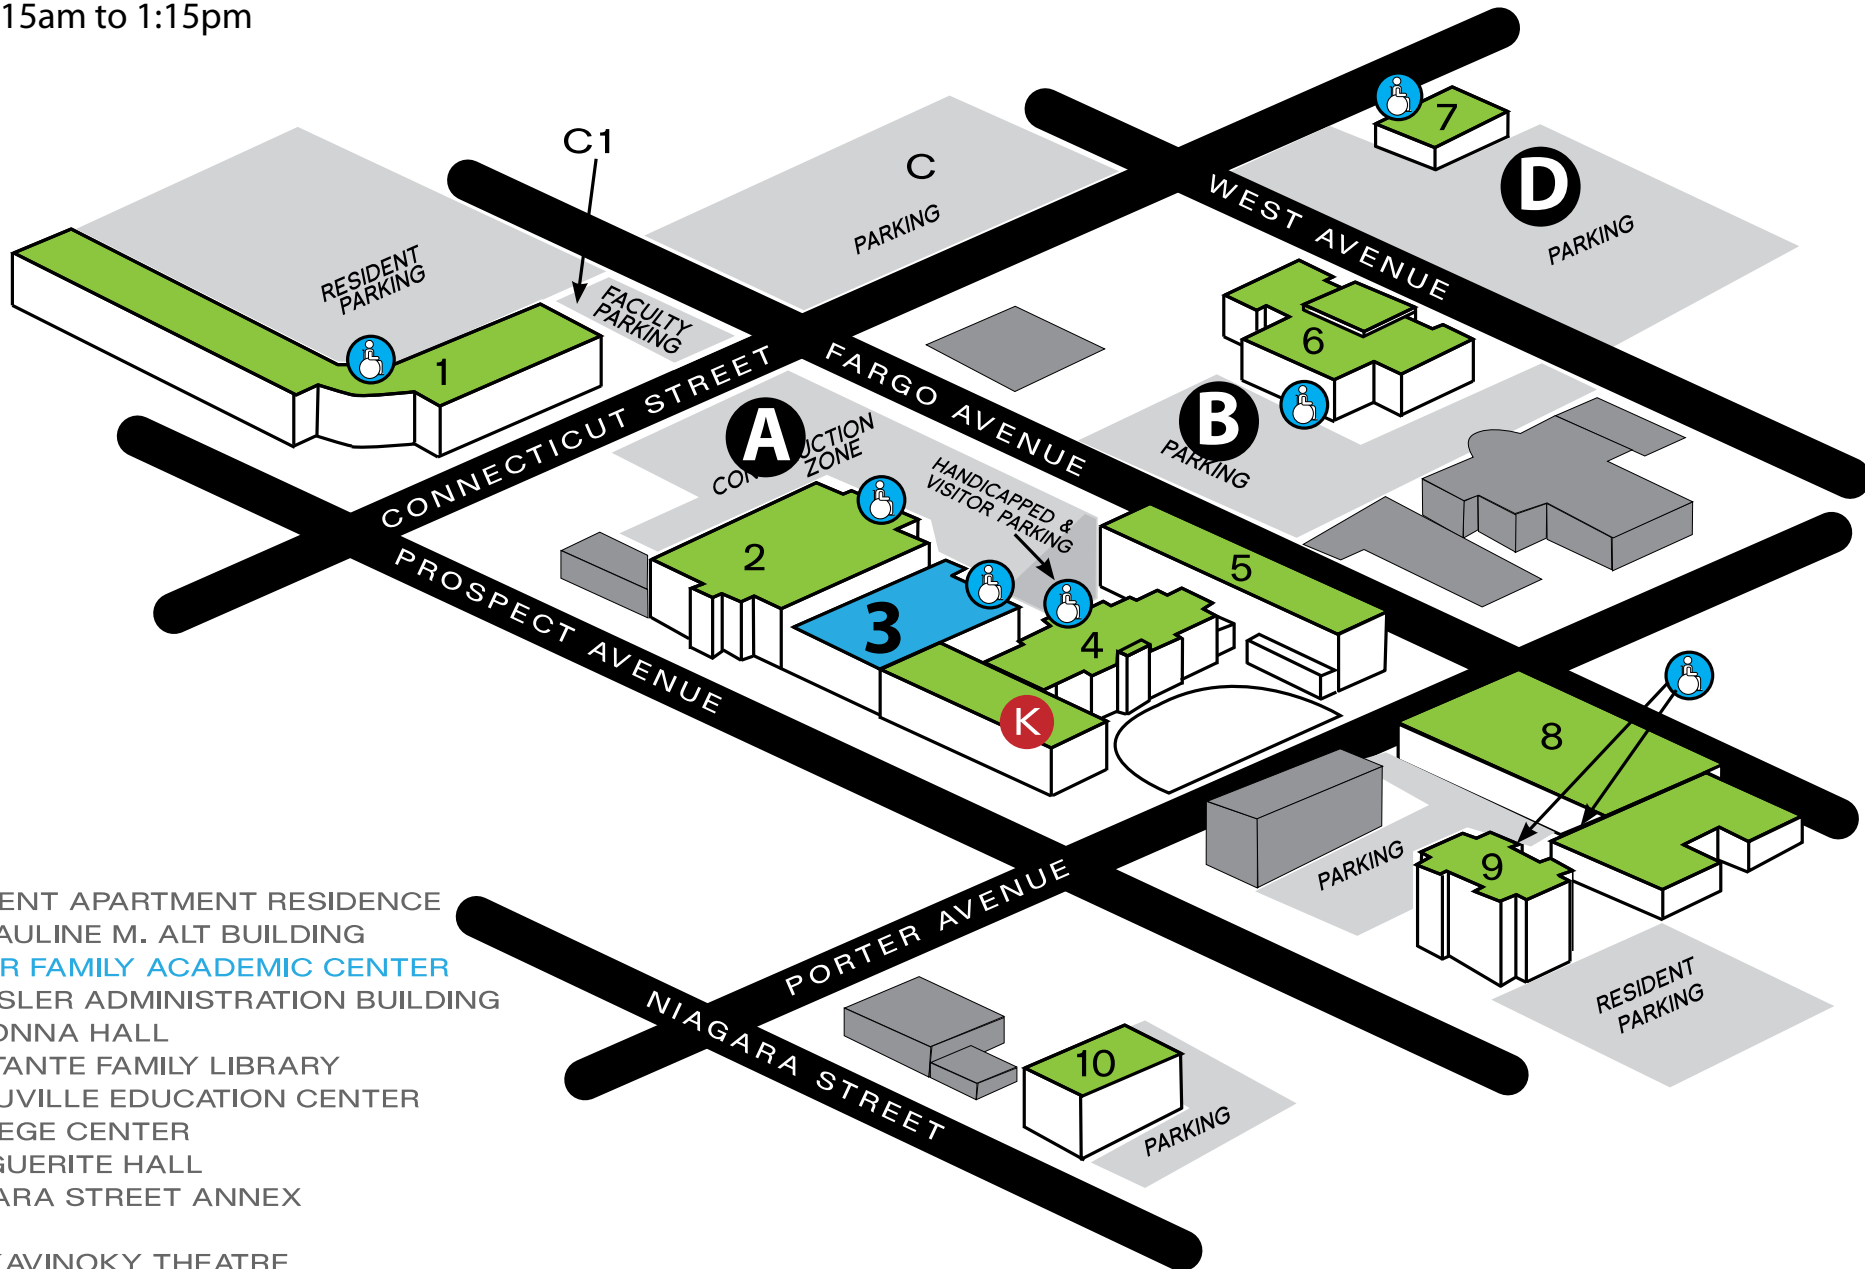 15am to 1:15pm
C1
C
PARKING
7
D
PARKING
WEST AVENUE
RESIDENT
PARKING
FACULTY
PARKING
1
6
B
PARKING
FARGO AVENUE
CONNECTICUT STREET
A
CON UCTION
ZONE
HANDICAPPED &
VISITOR PARKING
2
5
3
4
K
PROSPECT AVENUE
8
9
PARKING
RESIDENT
PARKING
PORTER AVENUE
NIAGARA STREET
10
PARKING
ENT APARTMENT RESIDENCE
AULINE M. ALT BUILDING
R FAMILY ACADEMIC CENTER
SLER ADMINISTRATION BUILDING
ONNA HALL
TANTE FAMILY LIBRARY
UVILLE EDUCATION CENTER
EGE CENTER
GUERITE HALL
ARA STREET ANNEX
KAVINOKY THEATRE